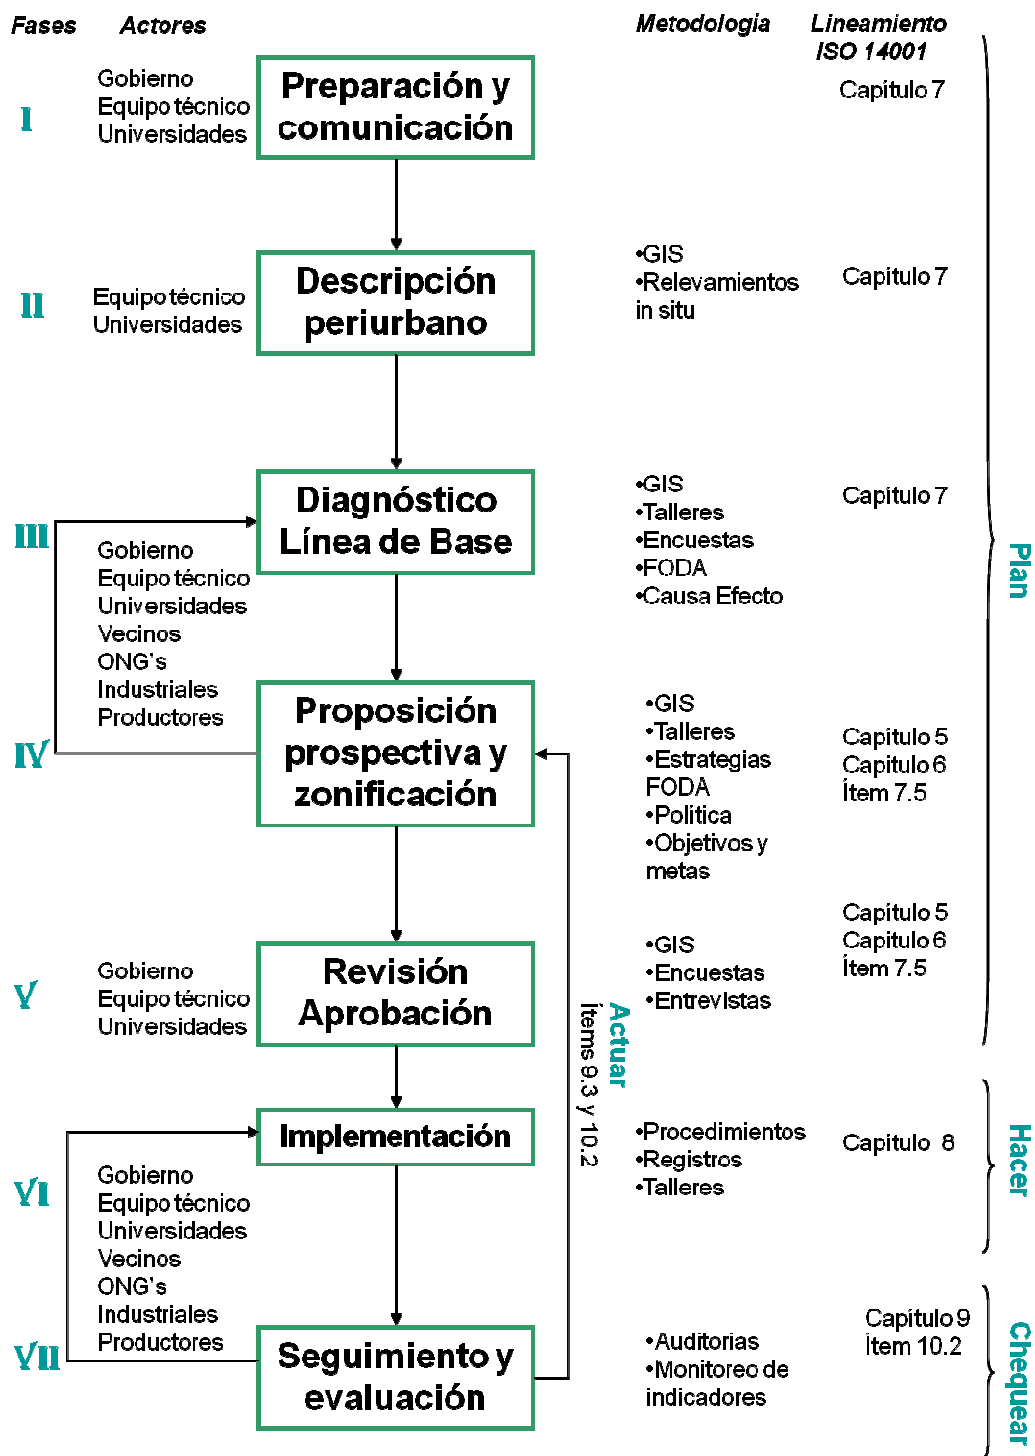 Fases
Actores
Metodologia
Lineamiento
ISO 14001
I
Gobierno
Equipo técnico
Universidades
Preparación y
comunicación
Capitulo 7
II
Equipo técnico
Universidades
Descripción
periurbano
•GIS
•Relevamientos
in situ
Capitulo 7
III
Diagnóstico
Línea de Base
•GIS
•Talleres
•Encuestas
•FODA
•Causa Efecto
Capítulo 7
Gobierno
Equipo técnico
Universidades
Vecinos
ONG's
Industriales
Productores
Plan
IV
Proposición
prospectiva y
zonificación
•GIS
•Talleres
•Estrategias
FODA
•Politica
•Objetivos y
metas
Capitulo 5
Capitulo 6
Ítem 7.5
V
Gobierno
Equipo técnico
Universidades
Revisión
Aprobación
•GIS
•Encuestas
•Entrevistas
Capítulo 5
Capítulo 6
Ítem 7.5
Actuar
Ítems 9.3 y 10.2
Implementación
•Procedimientos
•Registros
•Talleres
Capitulo 8
Hacer
VI
Gobierno
Equipo técnico
Universidades
Vecinos
ONG's
Industriales
Productores
VII
Seguimiento y
evaluación
•Auditorias
•Monitoreo de
indicadores
Capítulo 9
Ítem 10.2
Chequear